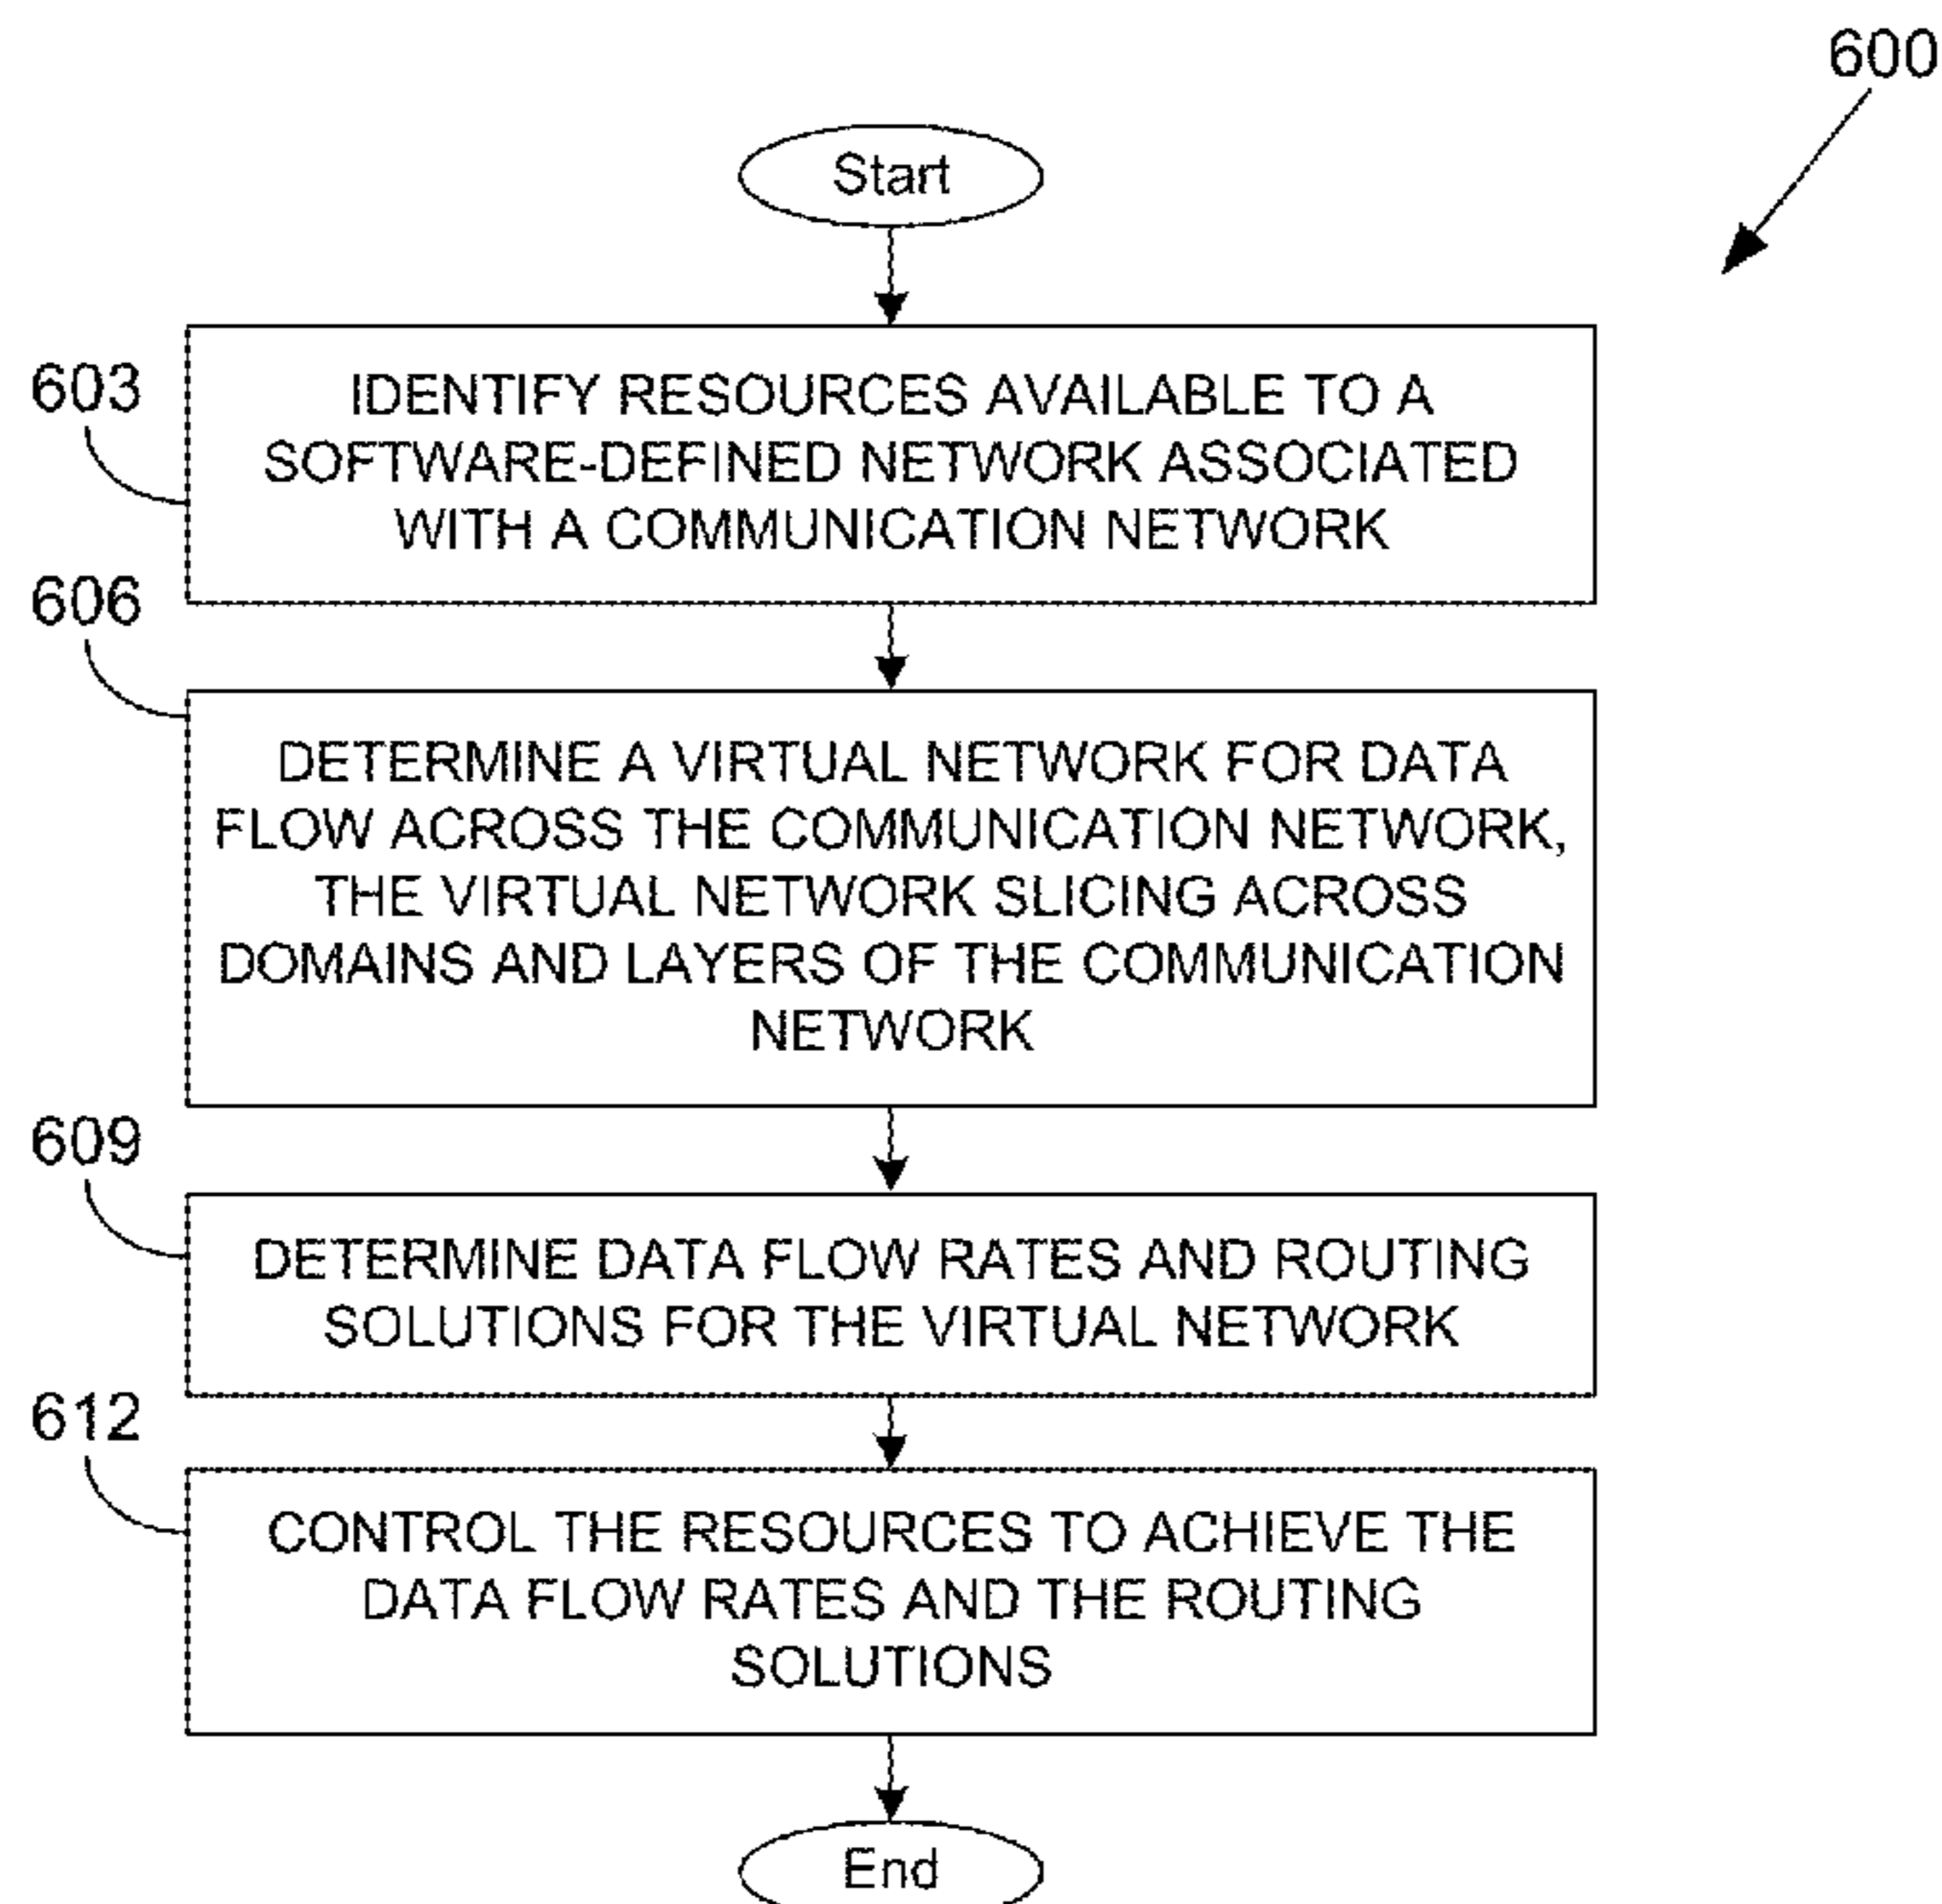 600
Start
603
IDENTIFY RESOURCES AVAILABLE TO A
SOFTWARE-DEFINED NETWORK ASSOCIATED
WITH A COMMUNICATION NETWORK
606
DETERMINE A VIRTUAL NETWORK FOR DATA
FLOW ACROSS THE COMMUNICATION NETWORK,
THE VIRTUAL NETWORK SLICING ACROSS
DOMAINS AND LAYERS OF THE COMMUNICATION
NETWORK
609
DETERMINE DATA FLOW RATES AND ROUTING
SOLUTIONS FOR THE VIRTUAL NETWORK
612
CONTROL THE RESOURCES TO ACHIEVE THE
DATA FLOW RATES AND THE ROUTING
SOLUTIONS
End